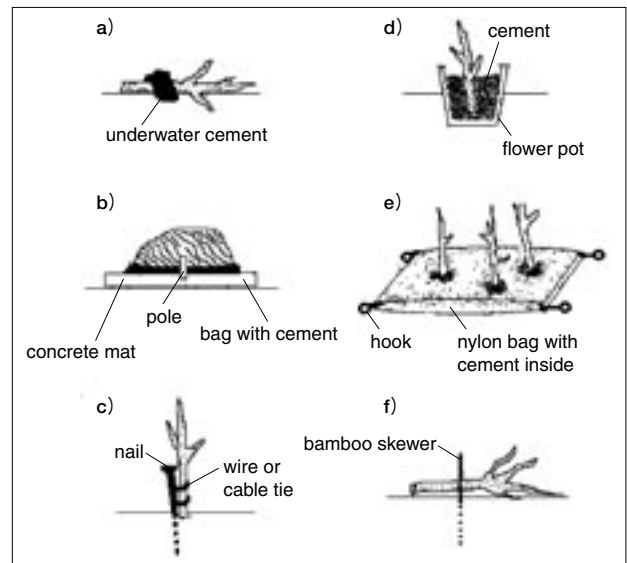 a)
underwater cement
d)
cement
flower pot
b)
pole
concrete mat
bag with cement
e)
hook
nylon bag with
cement inside
c)
nail
wire or
cable tie
f)
bamboo skewer